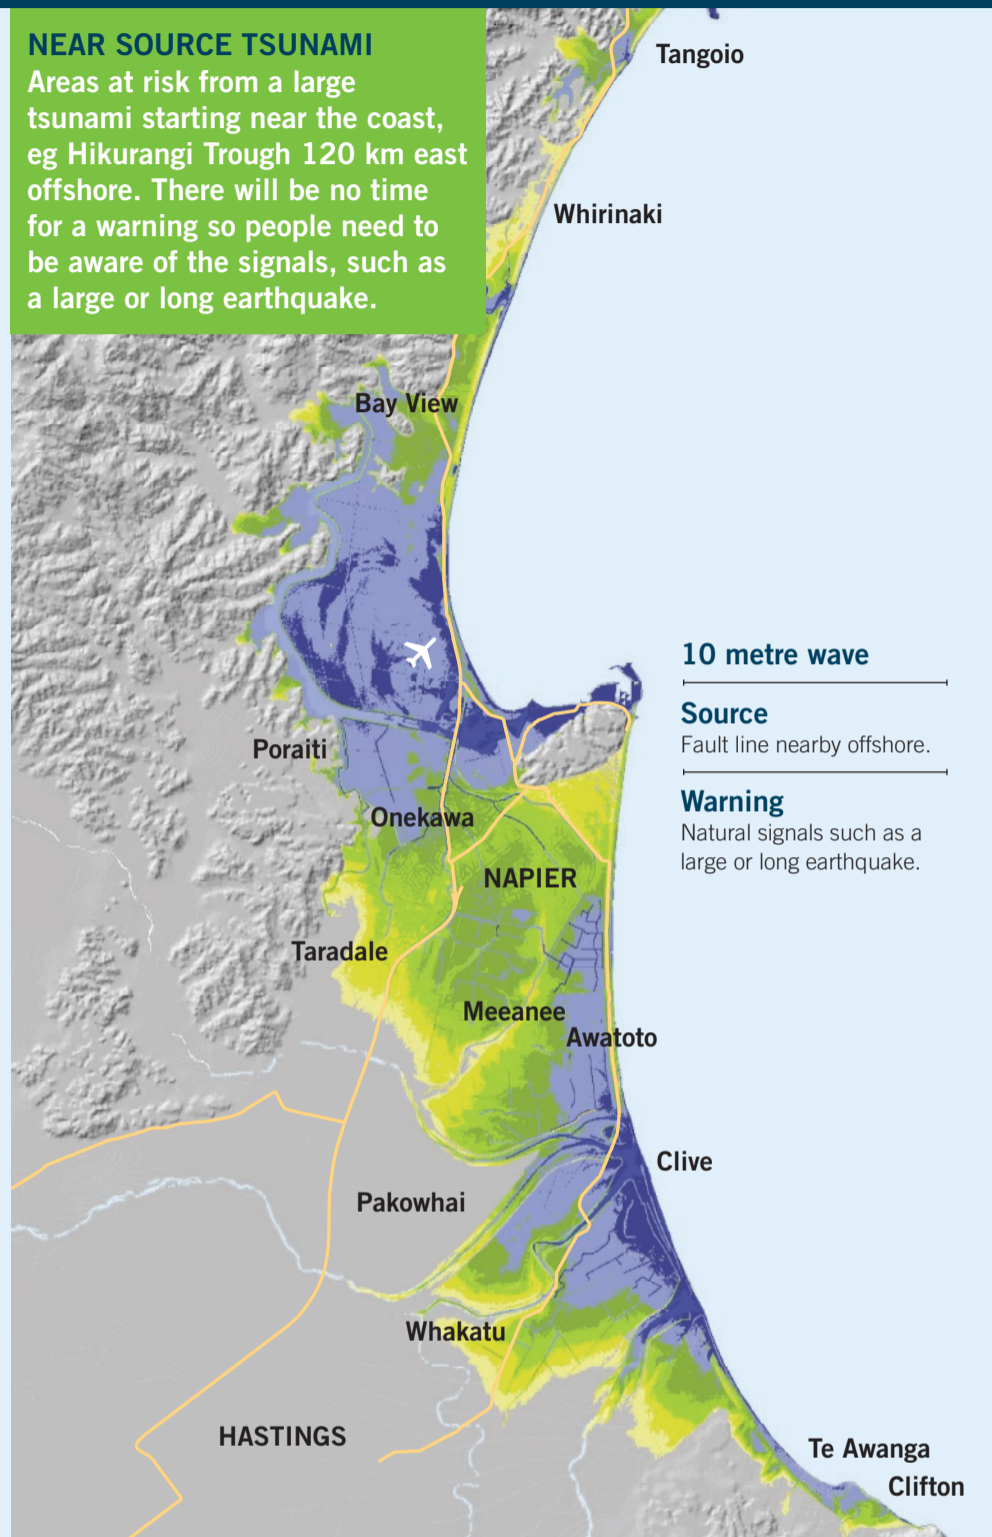 NEAR SOURCE TSUNAMI
Areas at risk from a large
tsunami starting near the coast,
eg Hikurangi Trough 120 km east
offshore. There will be no time
for a warning so people need to
be aware of the signals, such as
a large or long earthquake.
Tangoio
Whirinaki
Bay View
10 metre wave
Source
Fault line nearby offshore.
Warning
Natural signals such as a
large or long earthquake.
Poraiti
Onekawa
NAPIER
Taradale
Meeanee
Awatoto
Clive
Pakowhai
Whakatu
HASTINGS
Te Awanga
Clifton